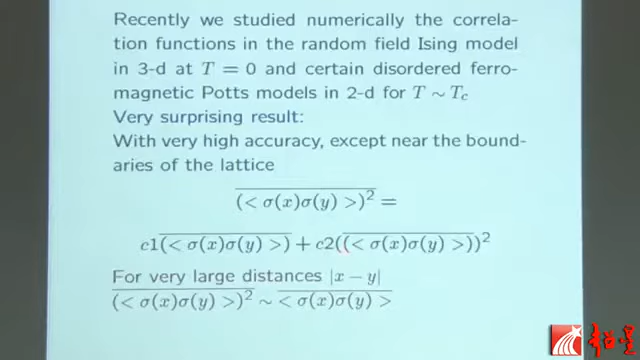 Recently we studied numerically the correla-
tion functions in the random field Ising model
in 3-d at T = 0 and certain disordered ferro-
magnetic Potts models in 2-d for T ∼ T_c
Very surprising result:
With very high accuracy, except near the bound-
aries of the lattice
\overline{(< σ(x)σ(y) >)^2} =
c1\overline{(< σ(x)σ(y) >)} + c2(\overline{(< σ(x)σ(y) >)})^2
For very large distances |x − y|
\overline{(< σ(x)σ(y) >)^2} ∼ \overline{< σ(x)σ(y) >}